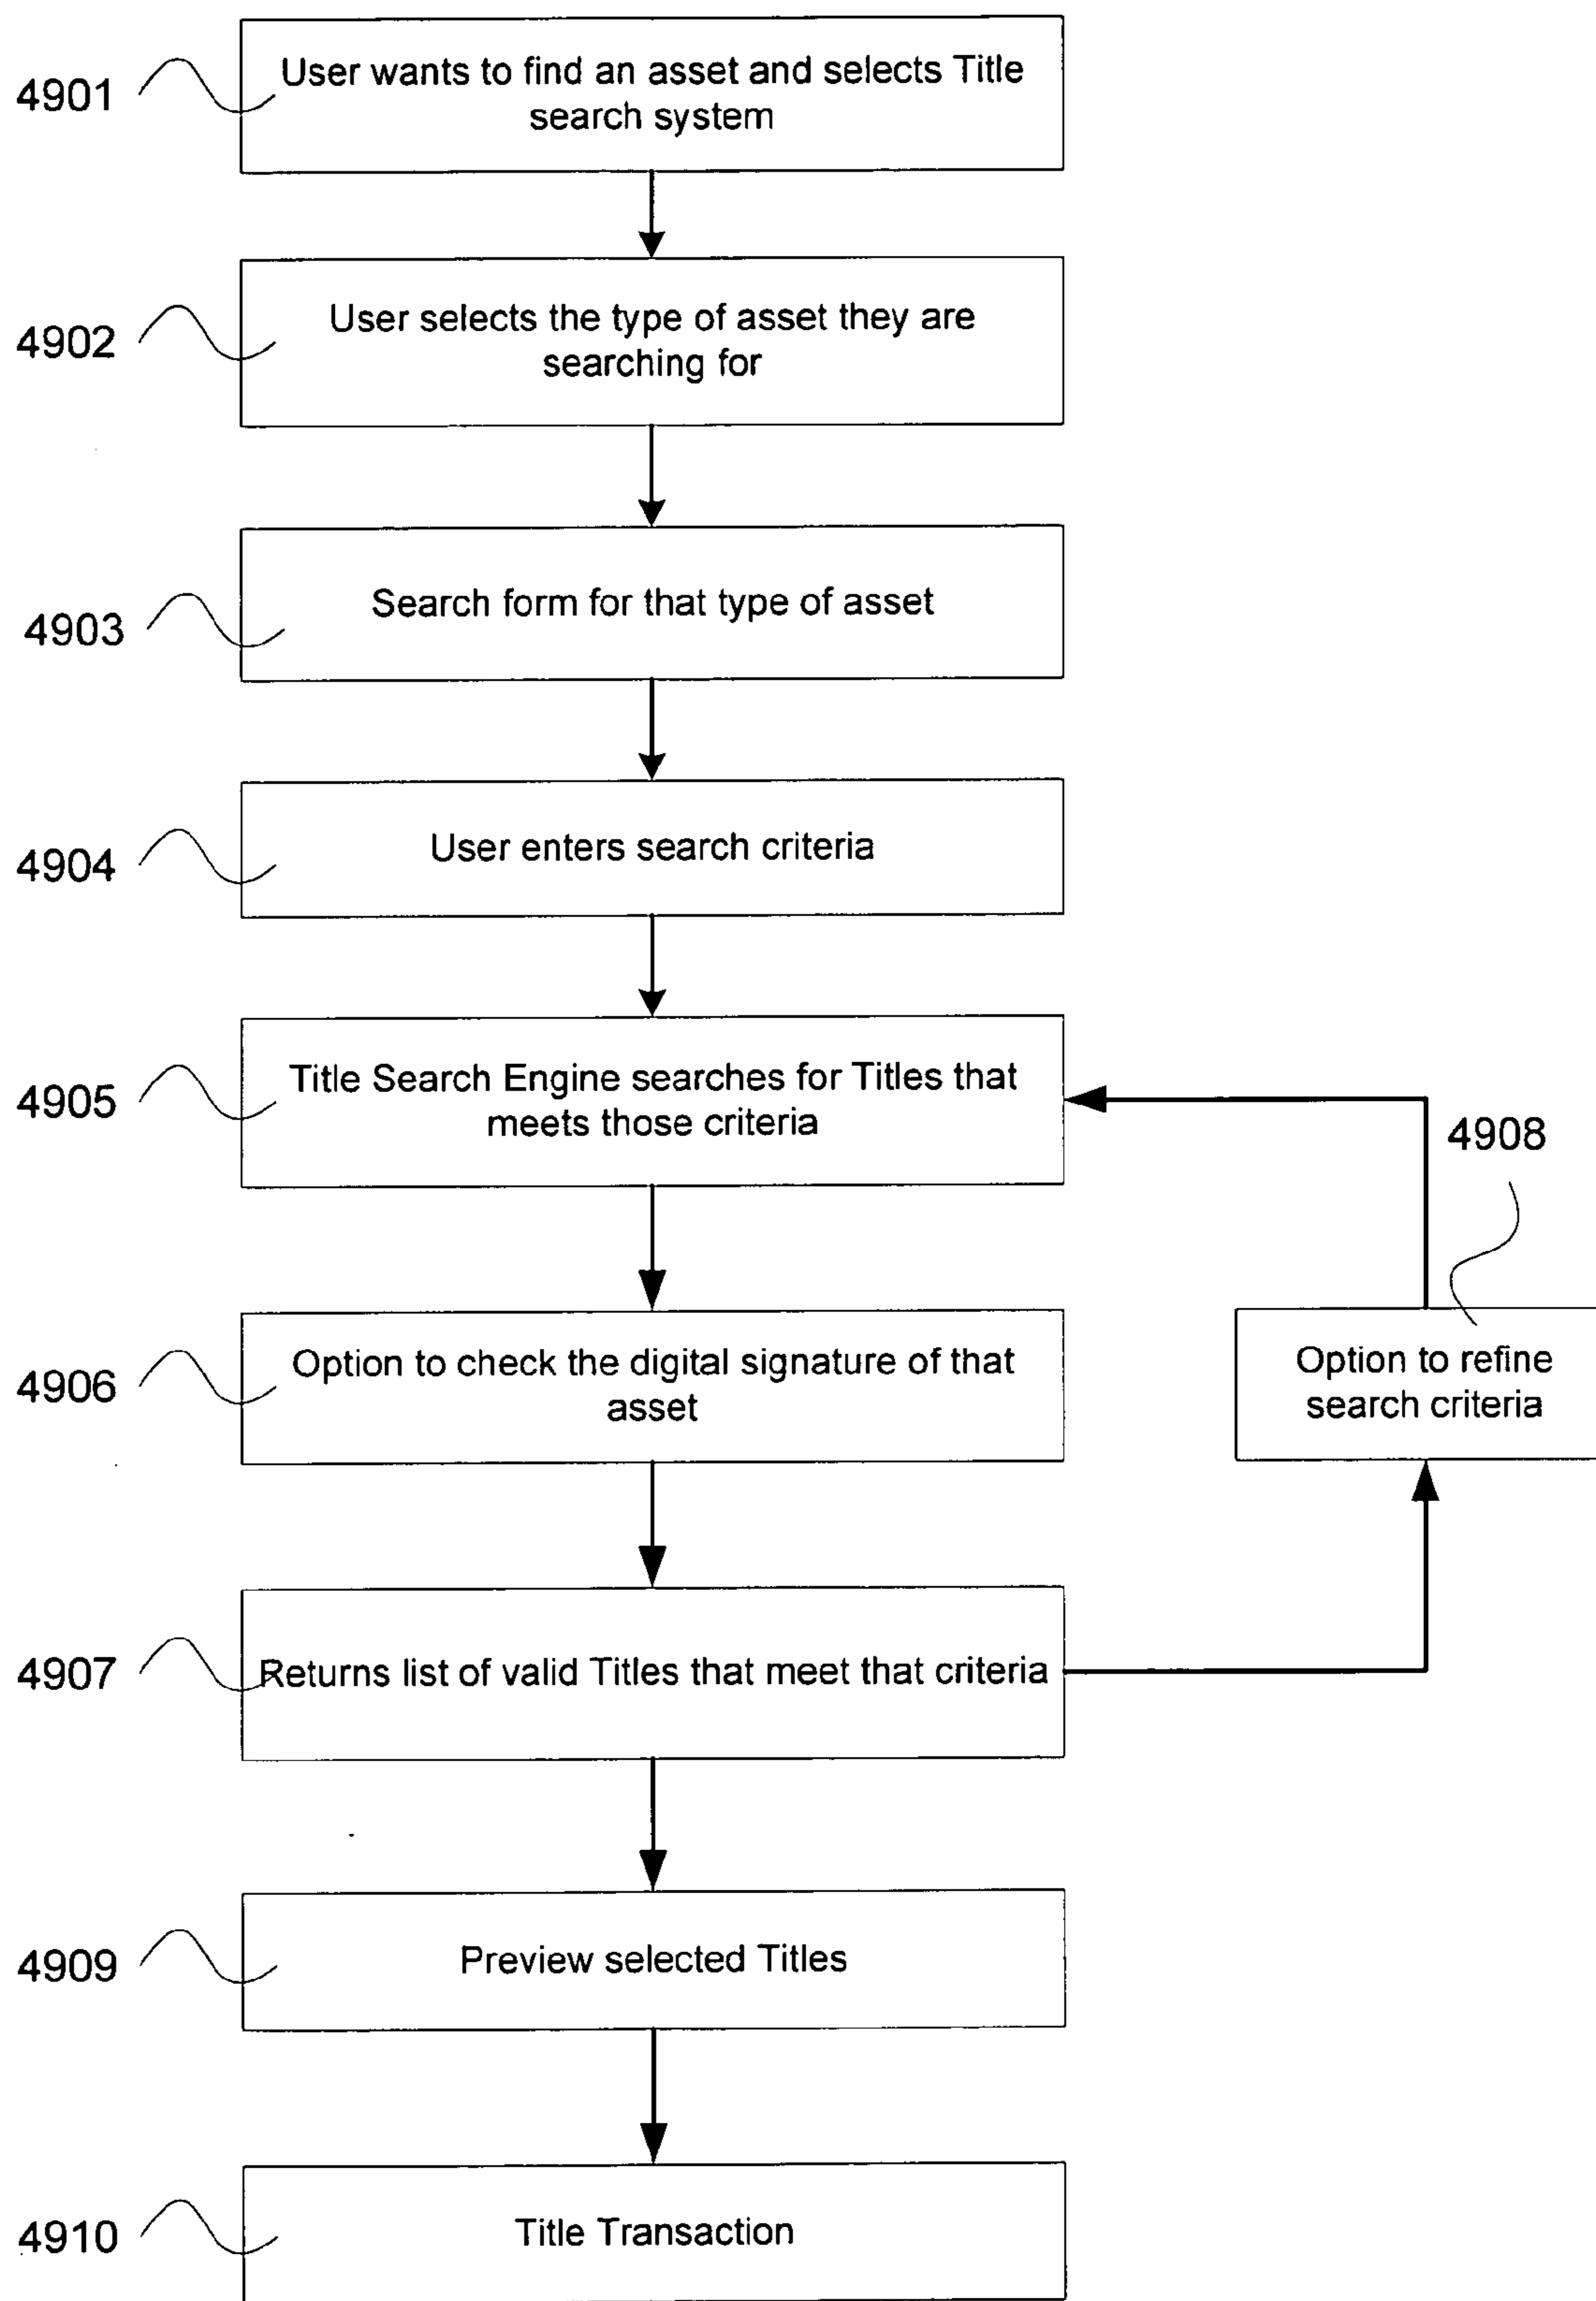 4901
User wants to find an asset and selects Title
search system
4902
User selects the type of asset they are
searching for
4903
Search form for that type of asset
4904
User enters search criteria
4905
Title Search Engine searches for Titles that
meets those criteria
4908
4906
Option to check the digital signature of that
asset
Option to refine
search criteria
4907
Returns list of valid Titles that meet that criteria
4909
Preview selected Titles
4910
Title Transaction